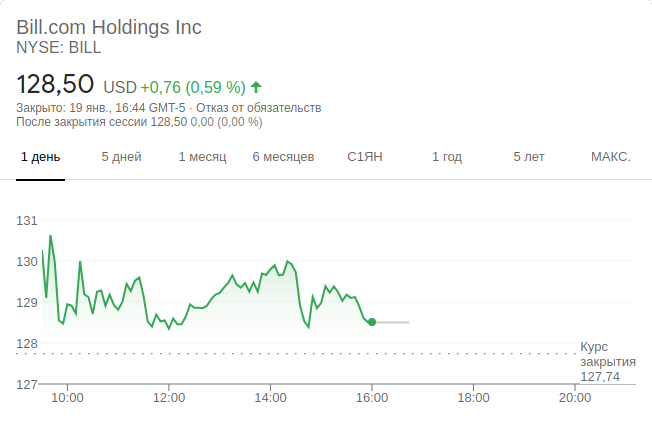 Bill.com Holdings Inc
NYSE: BILL
128,50 USD +0,76 (0,59 %)
Закрыто: 19 янв., 16:44 GMT-5 · Отказ от обязательств
После закрытия сессии 128,50 0,00 (0,00 %)
1 день 5 дней 1 месяц 6 месяцев С1ЯН 1 год 5 лет МАКС.
131
130
129
128
Курс
закрытия
127,74
127
10:00 12:00 14:00 16:00 18:00 20:00